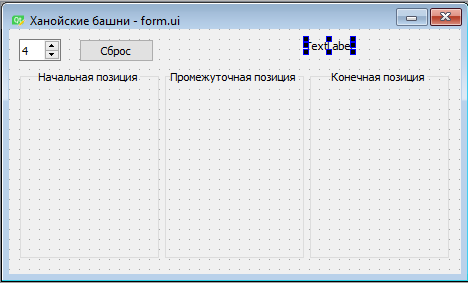 Ханойские башни - form.ui
4 Сброс TextLabel
Начальная позиция Промежуточная позиция Конечная позиция